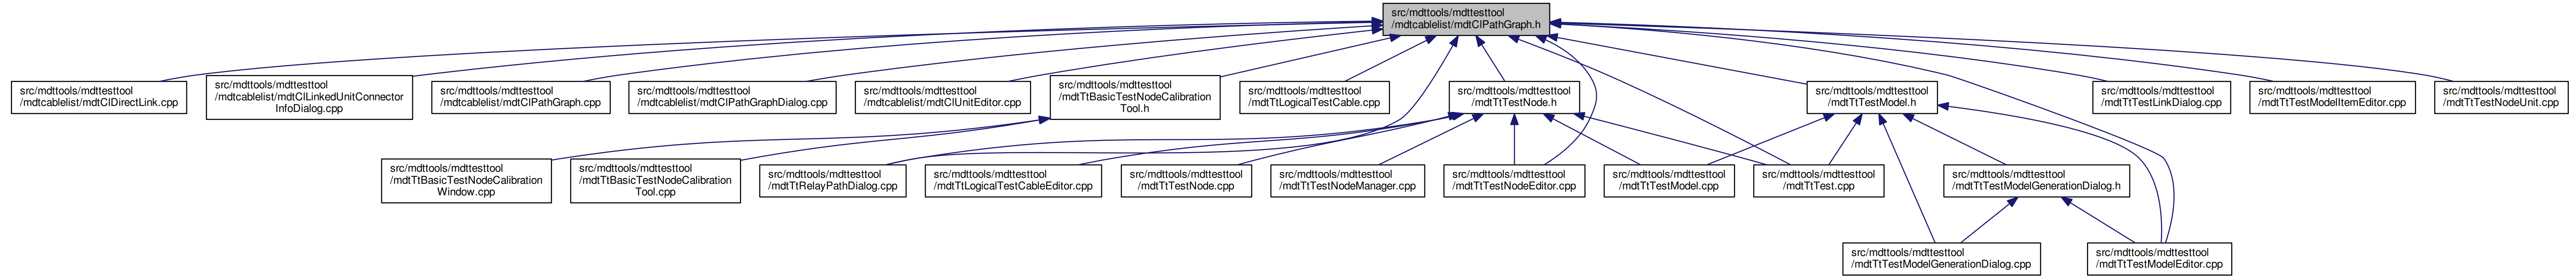 src/mdttools/mdttesttool
/mdtcablelist/mdtClPathGraph.h
src/mdttools/mdttesttool
/mdtcablelist/mdtClDirectLink.cpp
src/mdttools/mdttesttool
/mdtcablelist/mdtClLinkedUnitConnector
InfoDialog.cpp
src/mdttools/mdttesttool
/mdtcablelist/mdtClPathGraph.cpp
src/mdttools/mdttesttool
/mdtcablelist/mdtClPathGraphDialog.cpp
src/mdttools/mdttesttool
/mdtcablelist/mdtClUnitEditor.cpp
src/mdttools/mdttesttool
/mdtTtBasicTestNodeCalibration
Tool.h
src/mdttools/mdttesttool
/mdtTtLogicalTestCable.cpp
src/mdttools/mdttesttool
/mdtTtTestNode.h
src/mdttools/mdttesttool
/mdtTtTestModel.h
src/mdttools/mdttesttool
/mdtTtTestLinkDialog.cpp
src/mdttools/mdttesttool
/mdtTtTestModelItemEditor.cpp
src/mdttools/mdttesttool
/mdtTtTestNodeUnit.cpp
src/mdttools/mdttesttool
/mdtTtBasicTestNodeCalibration
Window.cpp
src/mdttools/mdttesttool
/mdtTtBasicTestNodeCalibration
Tool.cpp
src/mdttools/mdttesttool
/mdtTtRelayPathDialog.cpp
src/mdttools/mdttesttool
/mdtTtLogicalTestCableEditor.cpp
src/mdttools/mdttesttool
/mdtTtTestNode.cpp
src/mdttools/mdttesttool
/mdtTtTestNodeManager.cpp
src/mdttools/mdttesttool
/mdtTtTestNodeEditor.cpp
src/mdttools/mdttesttool
/mdtTtTestModel.cpp
src/mdttools/mdttesttool
/mdtTtTest.cpp
src/mdttools/mdttesttool
/mdtTtTestModelGenerationDialog.h
src/mdttools/mdttesttool
/mdtTtTestModelGenerationDialog.cpp
src/mdttools/mdttesttool
/mdtTtTestModelEditor.cpp